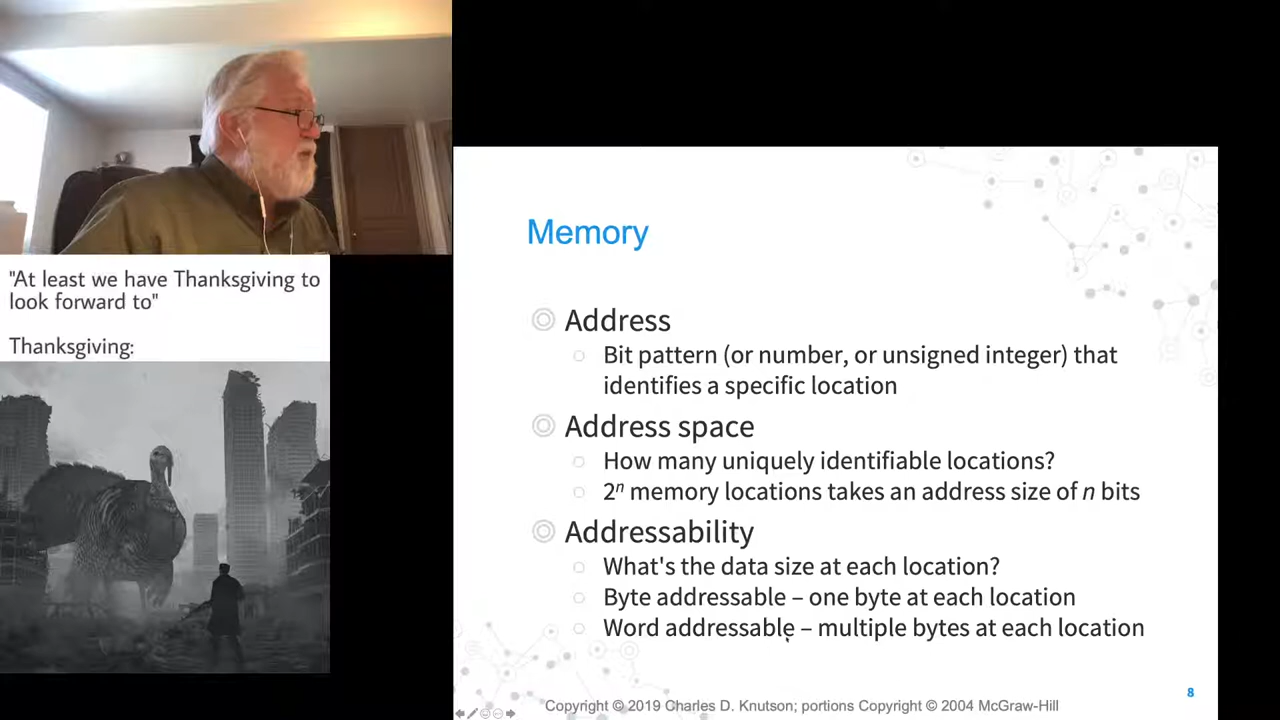 "At least we have Thanksgiving to
look forward to"
Thanksgiving:
Memory
Address
Bit pattern (or number, or unsigned integer) that
identifies a specific location
Address space
How many uniquely identifiable locations?
2ⁿ memory locations takes an address size of n bits
Addressability
What's the data size at each location?
Byte addressable – one byte at each location
Word addressable – multiple bytes at each location
8
Copyright © 2019 Charles D. Knutson; portions Copyright © 2004 McGraw-Hill